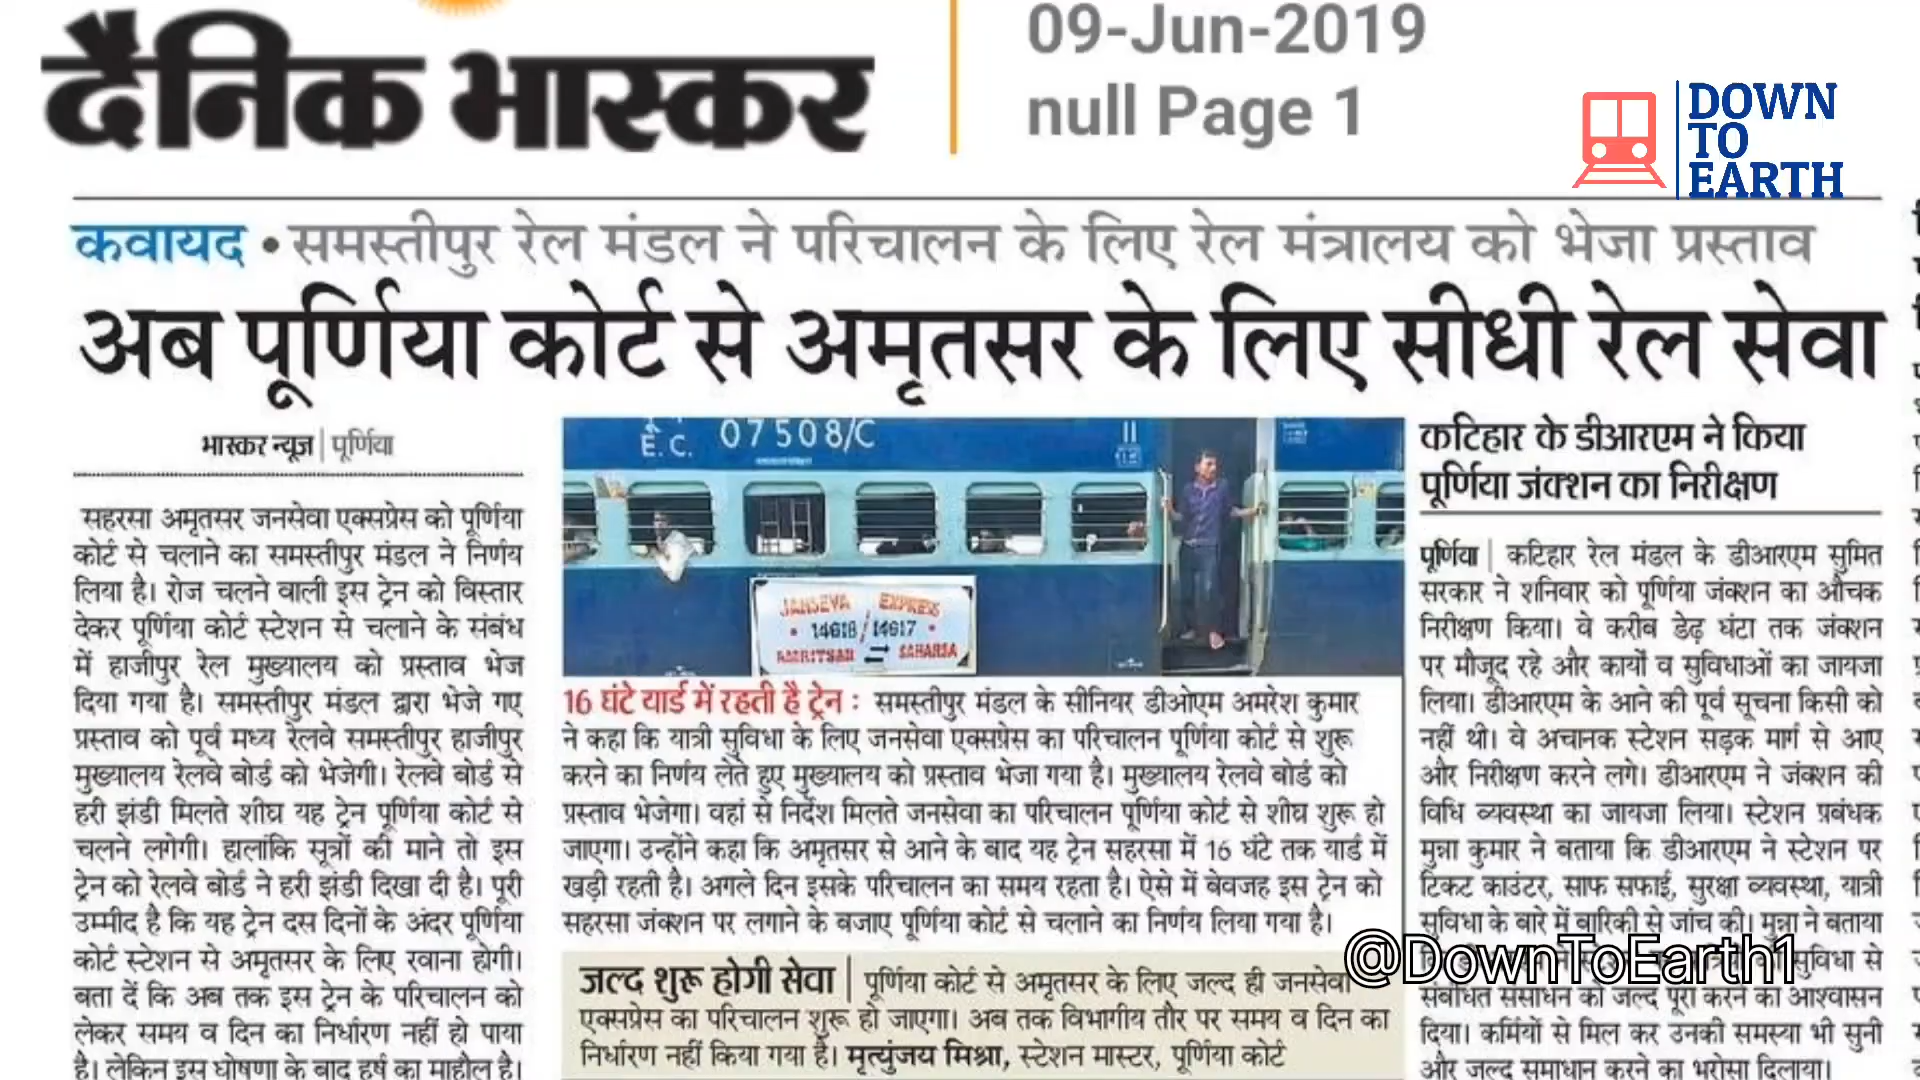 दैनिक भास्कर
09-Jun-2019
null Page 1
DOWN
TO
EARTH
कवायद • समस्तीपुर रेल मंडल ने परिचालन के लिए रेल मंत्रालय को भेजा प्रस्ताव
अब पूर्णिया कोर्ट से अमृतसर के लिए सीधी रेल सेवा
भास्कर न्यूज | पूर्णिया
सहरसा अमृतसर जनसेवा एक्सप्रेस को पूर्णिया
कोर्ट से चलाने का समस्तीपुर मंडल ने निर्णय
लिया है। रोज चलने वाली इस ट्रेन को विस्तार
देकर पूर्णिया कोर्ट स्टेशन से चलाने के संबंध
में हाजीपुर रेल मुख्यालय को प्रस्ताव भेज
दिया गया है। समस्तीपुर मंडल द्वारा भेजे गए
प्रस्ताव को पूर्व मध्य रेलवे समस्तीपुर हाजीपुर
मुख्यालय रेलवे बोर्ड को भेजेगी। रेलवे बोर्ड से
हरी झंडी मिलते शीघ्र यह ट्रेन पूर्णिया कोर्ट से
चलने लगेगी। हालांकि सूत्रों की माने तो इस
ट्रेन को रेलवे बोर्ड ने हरी झंडी दिखा दी है। पूरी
उम्मीद है कि यह ट्रेन दस दिनों के अंदर पूर्णिया
कोर्ट स्टेशन से अमृतसर के लिए रवाना होगी।
बता दें कि अब तक इस ट्रेन के परिचालन को
लेकर समय व दिन का निर्धारण नहीं हो पाया
है। लेकिन इस घोषणा के बाद हर्ष का माहौल है।
E. C. 07508/C
JANSEVA EXPRESS
14618 / 14617
AMRITSAR SAHARSA
16 घंटे यार्ड में रहती है ट्रेन : समस्तीपुर मंडल के सीनियर डीओएम अमरेश कुमार
ने कहा कि यात्री सुविधा के लिए जनसेवा एक्सप्रेस का परिचालन पूर्णिया कोर्ट से शुरू
करने का निर्णय लेते हुए मुख्यालय को प्रस्ताव भेजा गया है। मुख्यालय रेलवे बोर्ड को
प्रस्ताव भेजेगा। वहां से निर्देश मिलते जनसेवा का परिचालन पूर्णिया कोर्ट से शीघ्र शुरू हो
जाएगा। उन्होंने कहा कि अमृतसर से आने के बाद यह ट्रेन सहरसा में 16 घंटे तक यार्ड में
खड़ी रहती है। अगले दिन इसके परिचालन का समय रहता है। ऐसे में बेवजह इस ट्रेन को
सहरसा जंक्शन पर लगाने के बजाए पूर्णिया कोर्ट से चलाने का निर्णय लिया गया है।
जल्द शुरू होगी सेवा | पूर्णिया कोर्ट से अमृतसर के लिए जल्द ही जनसेवा
एक्सप्रेस का परिचालन शुरू हो जाएगा। अब तक विभागीय तौर पर समय व दिन का
निर्धारण नहीं किया गया है। मृत्युंजय मिश्रा, स्टेशन मास्टर, पूर्णिया कोर्ट
कटिहार के डीआरएम ने किया
पूर्णिया जंक्शन का निरीक्षण
पूर्णिया | कटिहार रेल मंडल के डीआरएम सुमित
सरकार ने शनिवार को पूर्णिया जंक्शन का औचक
निरीक्षण किया। वे करीब डेढ़ घंटा तक जंक्शन
पर मौजूद रहे और कार्यों व सुविधाओं का जायजा
लिया। डीआरएम के आने की पूर्व सूचना किसी को
नहीं थी। वे अचानक स्टेशन सड़क मार्ग से आए
और निरीक्षण करने लगे। डीआरएम ने जंक्शन की
विधि व्यवस्था का जायजा लिया। स्टेशन प्रबंधक
मुन्ना कुमार ने बताया कि डीआरएम ने स्टेशन पर
टिकट काउंटर, साफ सफाई, सुरक्षा व्यवस्था, यात्री
सुविधा के बारे में बारिकी से जांच की। मुन्ना ने बताया
सुविधा से
संबंधित संसाधन को जल्द पूरा करने का आश्वासन
दिया। कर्मियों से मिल कर उनकी समस्या भी सुनी
और जल्द समाधान करने का भरोसा दिलाया।
@DownToEarth1